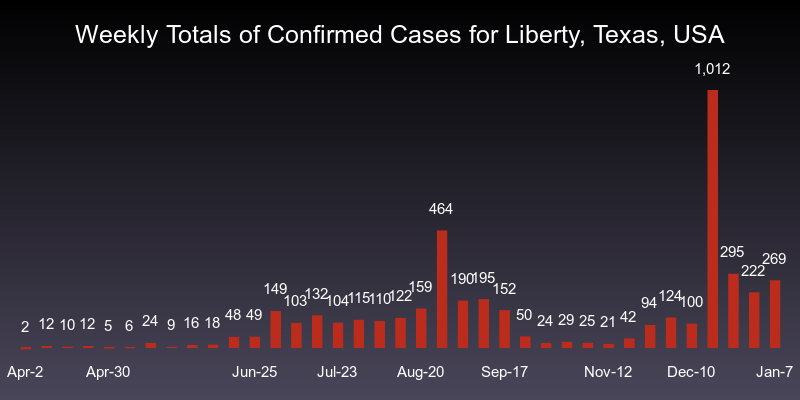 Weekly Totals of Confirmed Cases for Liberty, Texas, USA
2 12 10 12 5 6 24 9 16 18 48 49 149 103 132 104 115 110 122 159 464 190 195 152 50 24 29 25 21 42 94 124 100 1,012 295 222 269
Apr-2 Apr-30 Jun-25 Jul-23 Aug-20 Sep-17 Nov-12 Dec-10 Jan-7